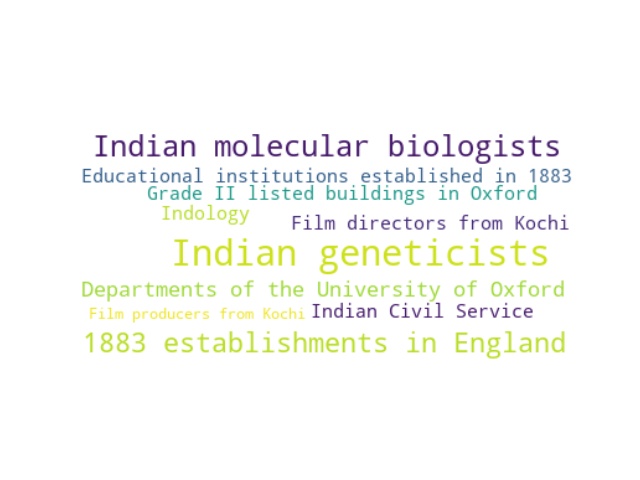 Indian molecular biologists
Educational institutions established in 1883
Grade II listed buildings in Oxford
Indology
Film directors from Kochi
Indian geneticists
Departments of the University of Oxford
Film producers from Kochi
Indian Civil Service
1883 establishments in England